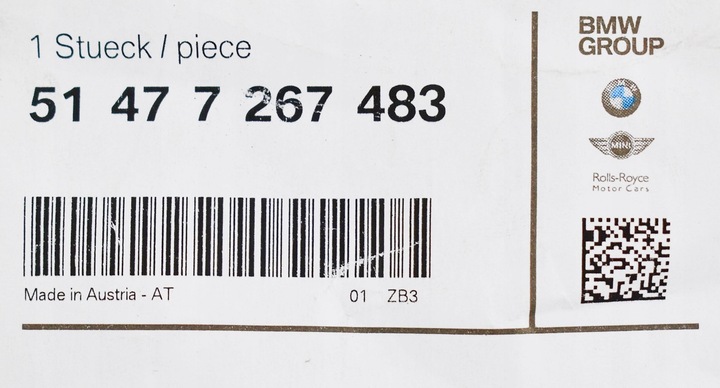 1 Stueck / piece
51 47 7 267 483
Made in Austria - AT 01 ZB3
BMW
GROUP
BMW
MINI
Rolls-Royce
Motor Cars